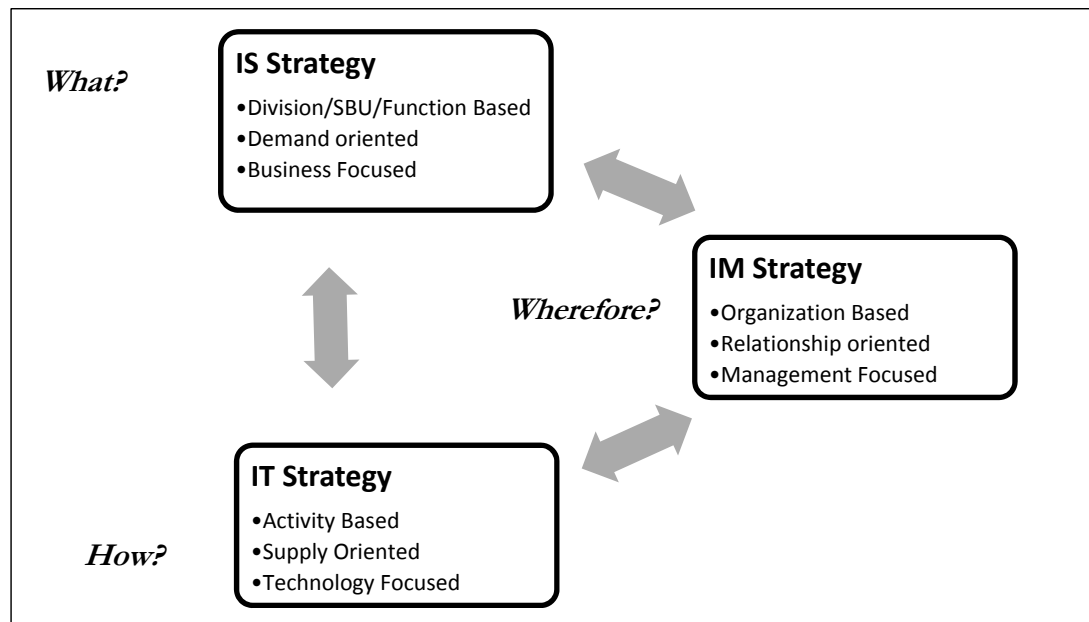 What?
IS Strategy
•Division/SBU/Function Based
•Demand oriented
•Business Focused
Wherefore?
IM Strategy
•Organization Based
•Relationship oriented
•Management Focused
How?
IT Strategy
•Activity Based
•Supply Oriented
•Technology Focused